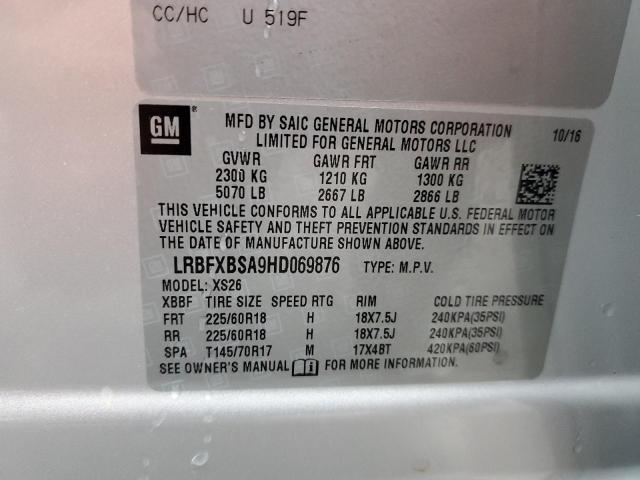 CC/HC U 519F
GM ®
MFD BY SAIC GENERAL MOTORS CORPORATION 10/16
LIMITED FOR GENERAL MOTORS LLC
GVWR GAWR FRT GAWR RR
2300 KG 1210 KG 1300 KG
5070 LB 2667 LB 2866 LB
THIS VEHICLE CONFORMS TO ALL APPLICABLE U.S. FEDERAL MOTOR
VEHICLE SAFETY AND THEFT PREVENTION STANDARDS IN EFFECT ON
THE DATE OF MANUFACTURE SHOWN ABOVE.
LRBFXBSA9HD069876 TYPE: M.P.V.
MODEL: XS26
XBBF TIRE SIZE SPEED RTG RIM COLD TIRE PRESSURE
FRT 225/60R18 H 18X7.5J 240KPA(35PSI)
RR 225/60R18 H 18X7.5J 240KPA(35PSI)
SPA T145/70R17 M 17X4BT 420KPA(60PSI)
SEE OWNER'S MANUAL FOR MORE INFORMATION